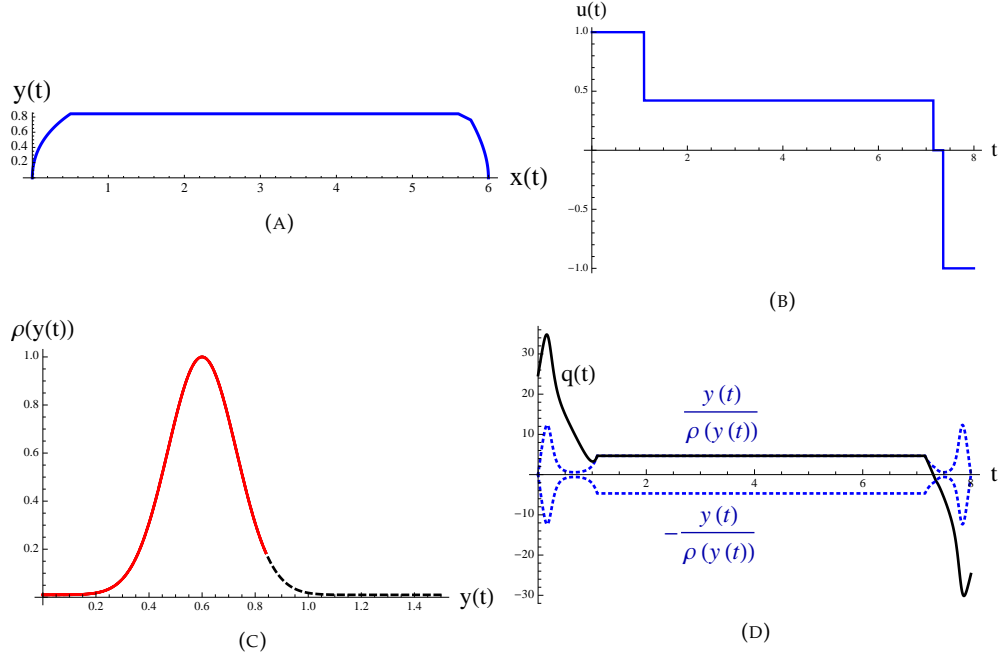 y(t)
0.8
0.6
0.4
0.2
1 2 3 4 5 6
x(t)
(A)
u(t)
1.0
0.5
2 4 6 8
t
−0.5
−1.0
(B)
ρ(y(t))
1.0
0.8
0.6
0.4
0.2
0.2 0.4 0.6 0.8 1.0 1.2 1.4
y(t)
(C)
30
20
10
q(t)
y(t)
ρ(y(t))
2 4 6 8
t
−10
−20
−30
− y(t)
ρ(y(t))
(D)